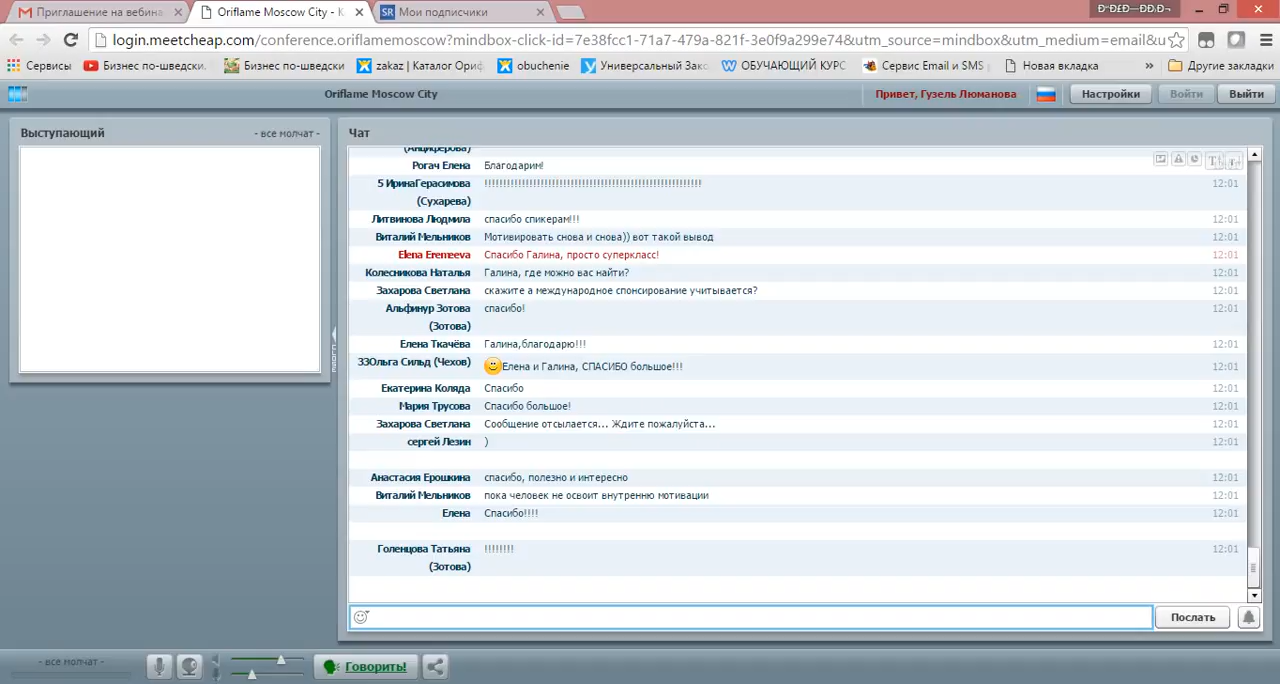 Приглашение на вебина
Oriflame Moscow City - К
Мои подписчики
login.meetcheap.com/conference.oriflamemoscow?mindbox-click-id=7e38fcc1-71a7-479a-821f-3e0f9a299e74&utm_source=mindbox&utm_medium=email&u
Сервисы Бизнес по-шведски. Бизнес по-шведски zakaz | Каталог Ориф obuchenie Универсальный Зако ОБУЧАЮЩИЙ КУРС Сервис Email и SMS Новая вкладка » Другие закладки
Oriflame Moscow City Привет, Гузель Люманова Настройки Войти Выйти
Выступающий - все молчат -
Чат
(Анциферова)
Рогач Елена Благодарим!
5 ИринаГерасимова 12:01
(Сухарева)
Литвинова Людмила спасибо спикерам!!! 12:01
Виталий Мельников Мотивировать снова и снова)) вот такой вывод 12:01
Elena Eremeeva Спасибо Галина, просто суперкласс! 12:01
Колесникова Наталья Галина, где можно вас найти? 12:01
Захарова Светлана скажите а международное спонсирование учитывается? 12:01
Альфинур Зотова спасибо! 12:01
(Зотова)
Елена Ткачёва Галина,благодарю!!! 12:01
33Ольга Сильд (Чехов) Елена и Галина, СПАСИБО большое!!! 12:01
Екатерина Коляда Спасибо 12:01
Мария Трусова Спасибо большое! 12:01
Захарова Светлана Сообщение отсылается... Ждите пожалуйста... 12:01
сергей Лезин ) 12:01
Анастасия Ерошкина спасибо, полезно и интересно 12:01
Виталий Мельников пока человек не освоит внутренню мотивации 12:01
Елена Спасибо!!!! 12:01
Голенцова Татьяна !!!!!!!! 12:01
(Зотова)
Послать
- все молчат -
Говорить!